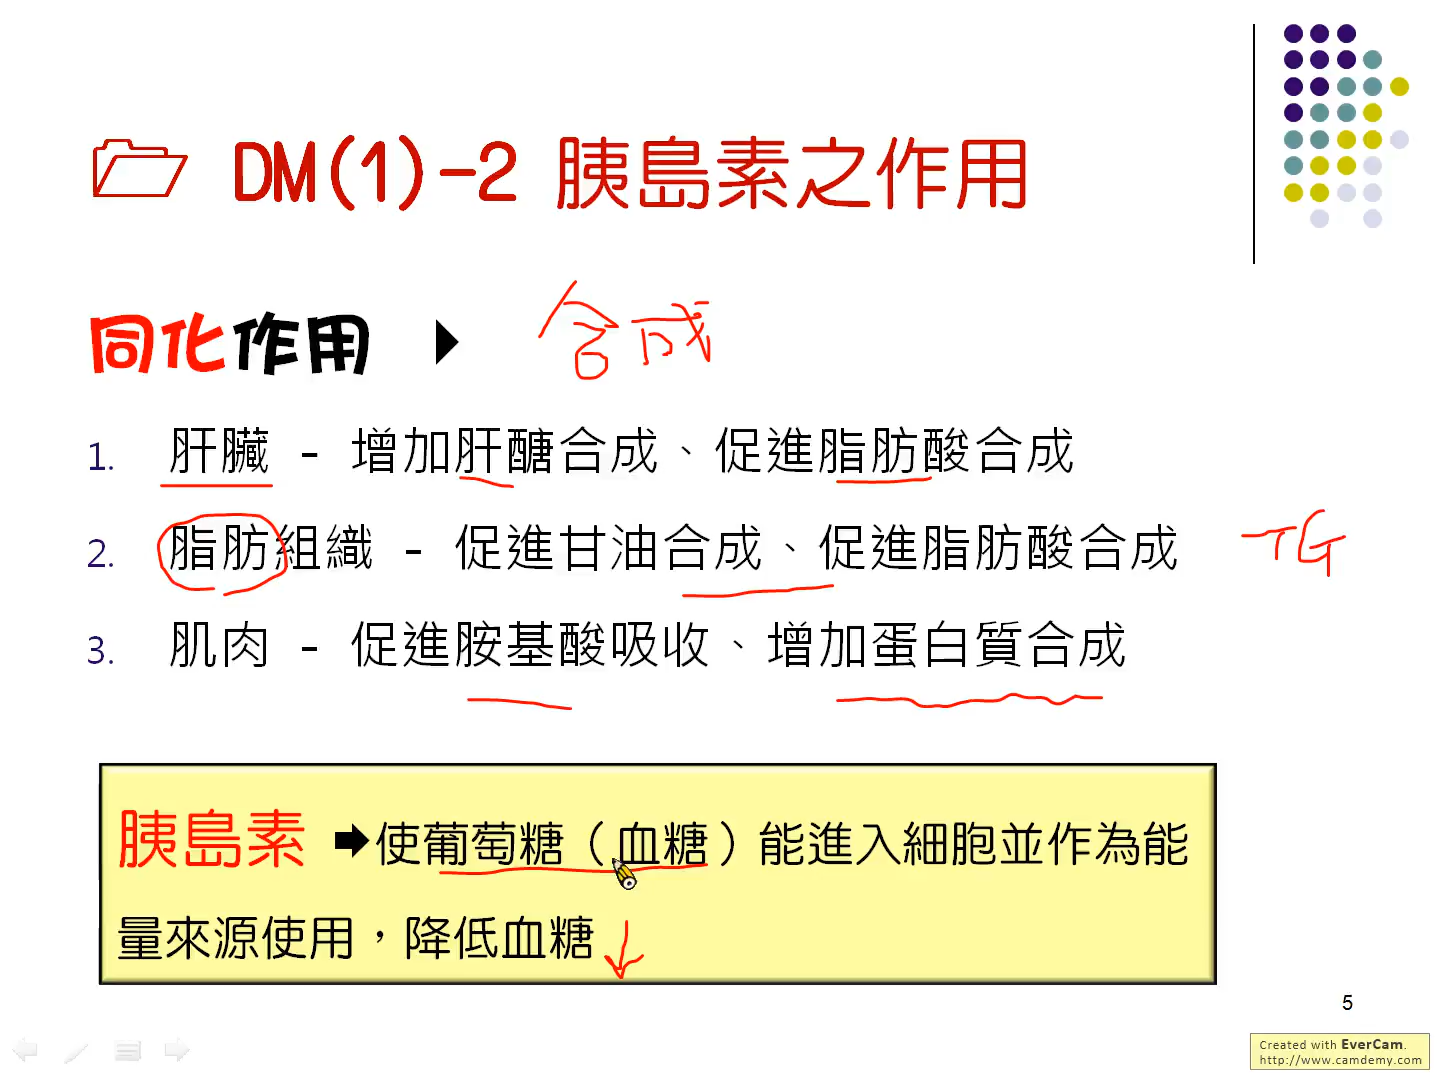 DM(1)-2 胰島素之作用
同化作用 合成
1. 肝臟 - 增加肝醣合成、促進脂肪酸合成
2. 脂肪組織 - 促進甘油合成、促進脂肪酸合成 TG
3. 肌肉 - 促進胺基酸吸收、增加蛋白質合成
胰島素 ➡使葡萄糖（血糖）能進入細胞並作為能
量來源使用，降低血糖↓
5
Created with EverCam.
http://www.camdemy.com